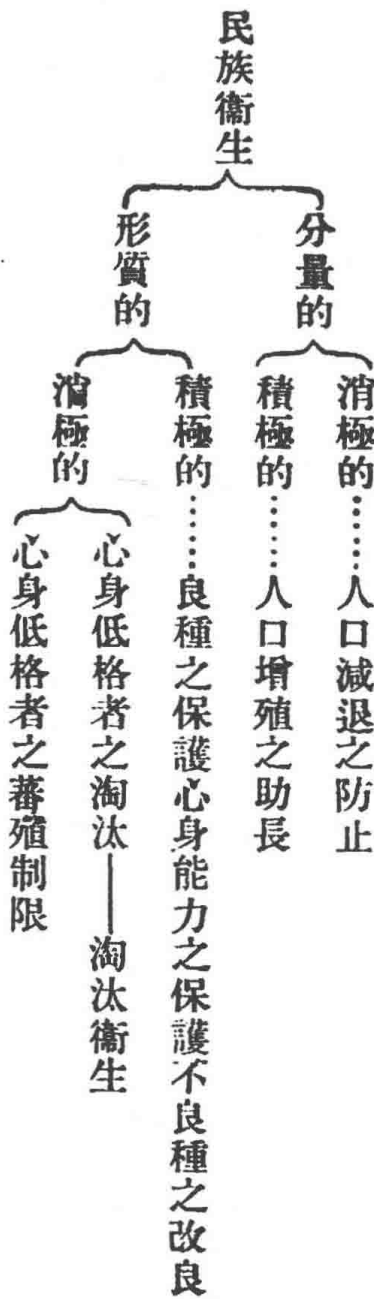 民族衞生
分量的
消極的………人口減退之防止
積極的………人口增殖之助長
形質的
積極的………良種之保護心身能力之保護不良種之改良
消極的
心身低格者之淘汰——淘汰衞生
心身低格者之蕃殖制限